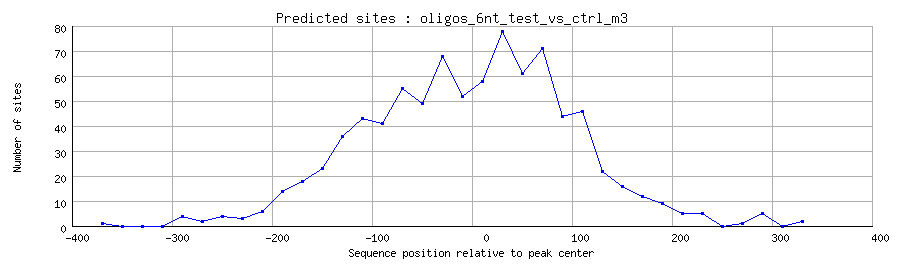 Predicted sites : oligos_6nt_test_vs_ctrl_m3
80
70
60
50
40
30
20
10
0
Number of sites
-400 -300 -200 -100 0 100 200 300 400
Sequence position relative to peak center